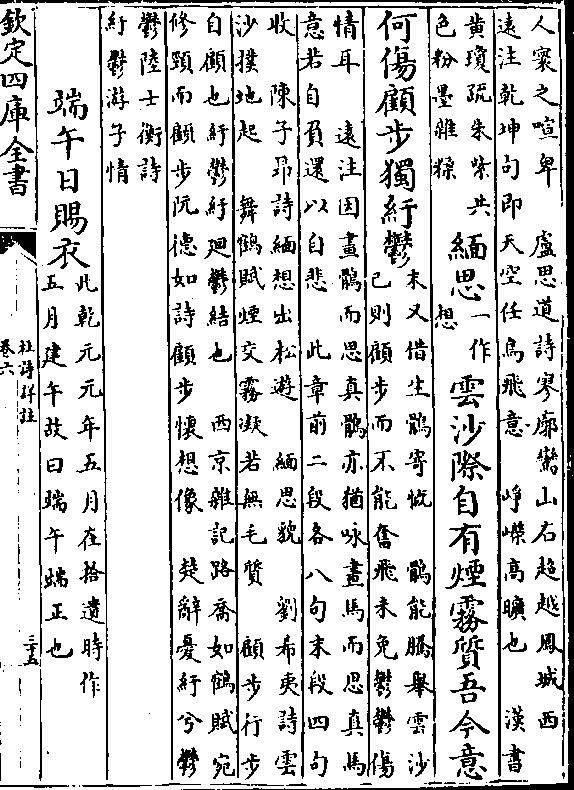 人寰之喧卑　盧思道詩寥廓鸞山右超越鳳城西
遠注乾坤句即天空任鳥飛意　崢嶸高曠也　漢書
黄瓊疏朱紫共
色粉墨雜糅
緬思
一作
想
雲沙際自有煙霧質吾今意
何傷顧步獨紆鬱
末又借生鶻寄慨　鶻能騰舉雲沙
已則顧步而不能奮飛未免鬱鬱傷
情耳　遠注因畫鶻而思真鶻亦猶咏畫馬而思真馬
意若自負還以自悲　此章前二段各八句末段四句
收　陳子昂詩緬想出松遊　緬思貌　劉希夷詩雲
沙撲地起　舞鶴賦煙交霧凝若無毛質　顧步行步
自顧也紆鬱紆廻鬱結也　西京雜記路喬如鶴賦宛
修頸而顧步阮德如詩顧步懷想像　楚辭憂紆兮鬱
鬱陸士衡詩
紆鬱游子情
端午日賜衣
此乾元元年五月在拾遺時作
五月建午故曰端午端正也
欽定四庫全書
杜詩詳註
卷六
三十五